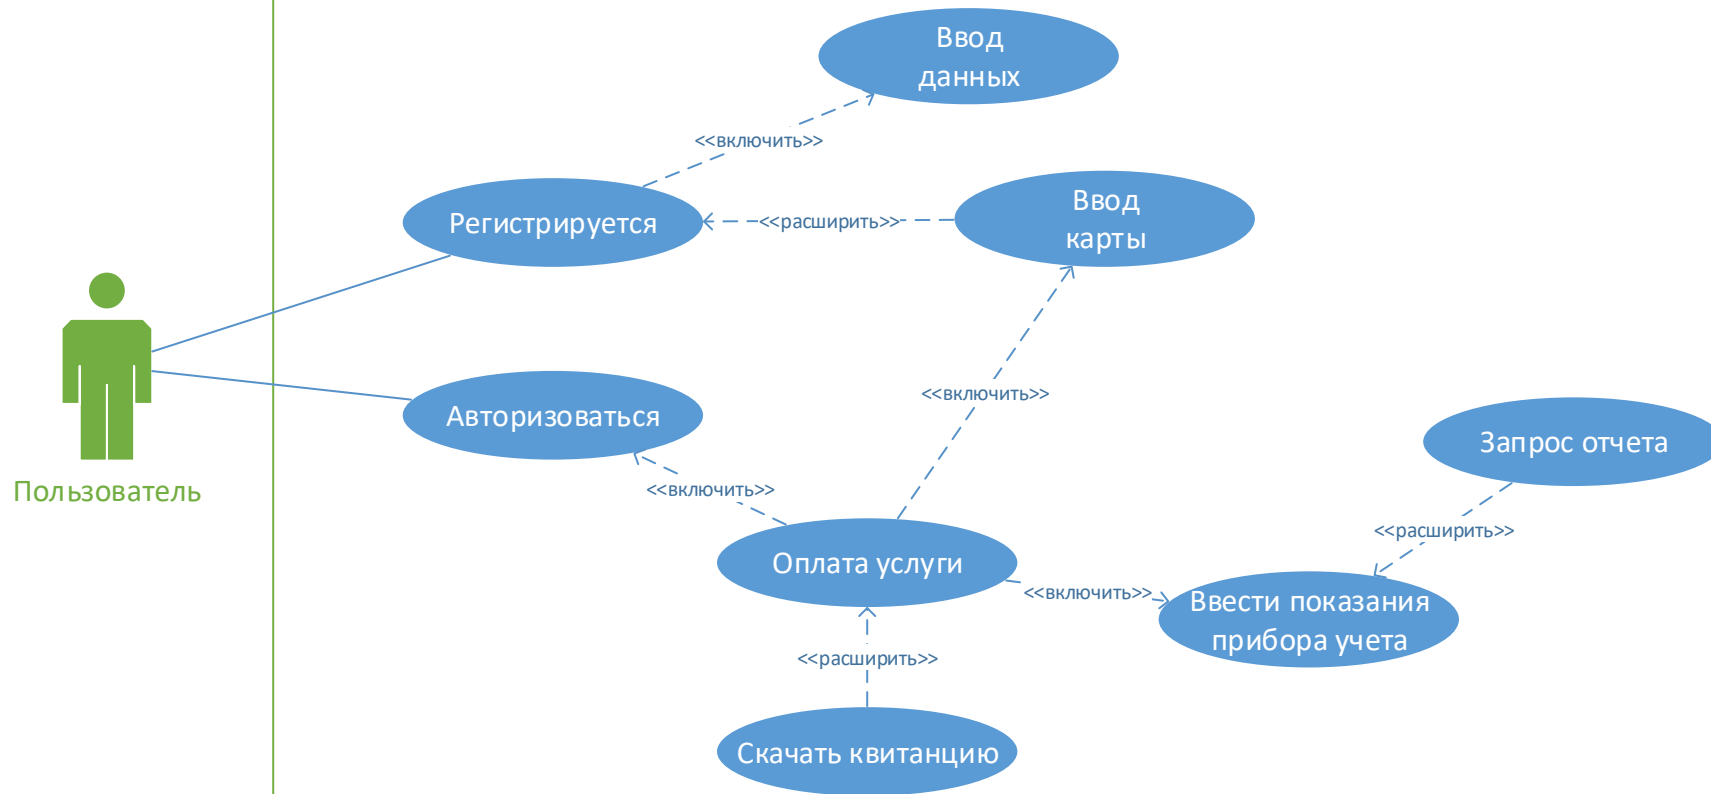 Ввод
данных
<<включить>>
Регистрируется
<<расширить>>
Ввод
карты
<<включить>>
Авторизоваться
Запрос отчета
Пользователь
<<включить>>
<<расширить>>
Оплата услуги
<<включить>>
Ввести показания
прибора учета
<<расширить>>
Скачать квитанцию